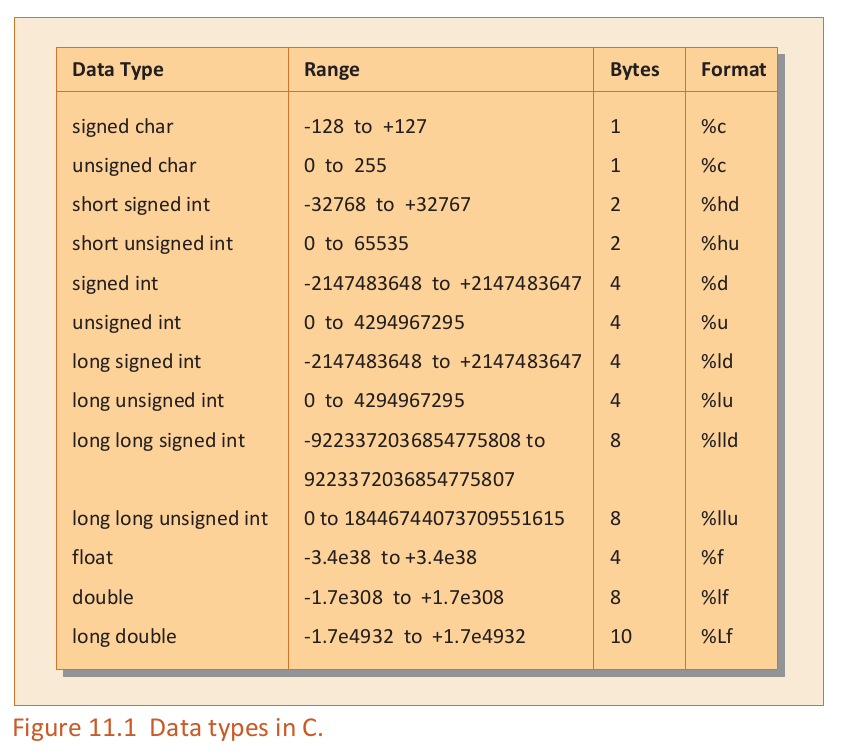 Data Type Range Bytes Format
signed char -128 to +127 1 %c
unsigned char 0 to 255 1 %c
short signed int -32768 to +32767 2 %hd
short unsigned int 0 to 65535 2 %hu
signed int -2147483648 to +2147483647 4 %d
unsigned int 0 to 4294967295 4 %u
long signed int -2147483648 to +2147483647 4 %ld
long unsigned int 0 to 4294967295 4 %lu
long long signed int -9223372036854775808 to 8 %lld
9223372036854775807
long long unsigned int 0 to 18446744073709551615 8 %llu
float -3.4e38 to +3.4e38 4 %f
double -1.7e308 to +1.7e308 8 %lf
long double -1.7e4932 to +1.7e4932 10 %Lf
Figure 11.1 Data types in C.